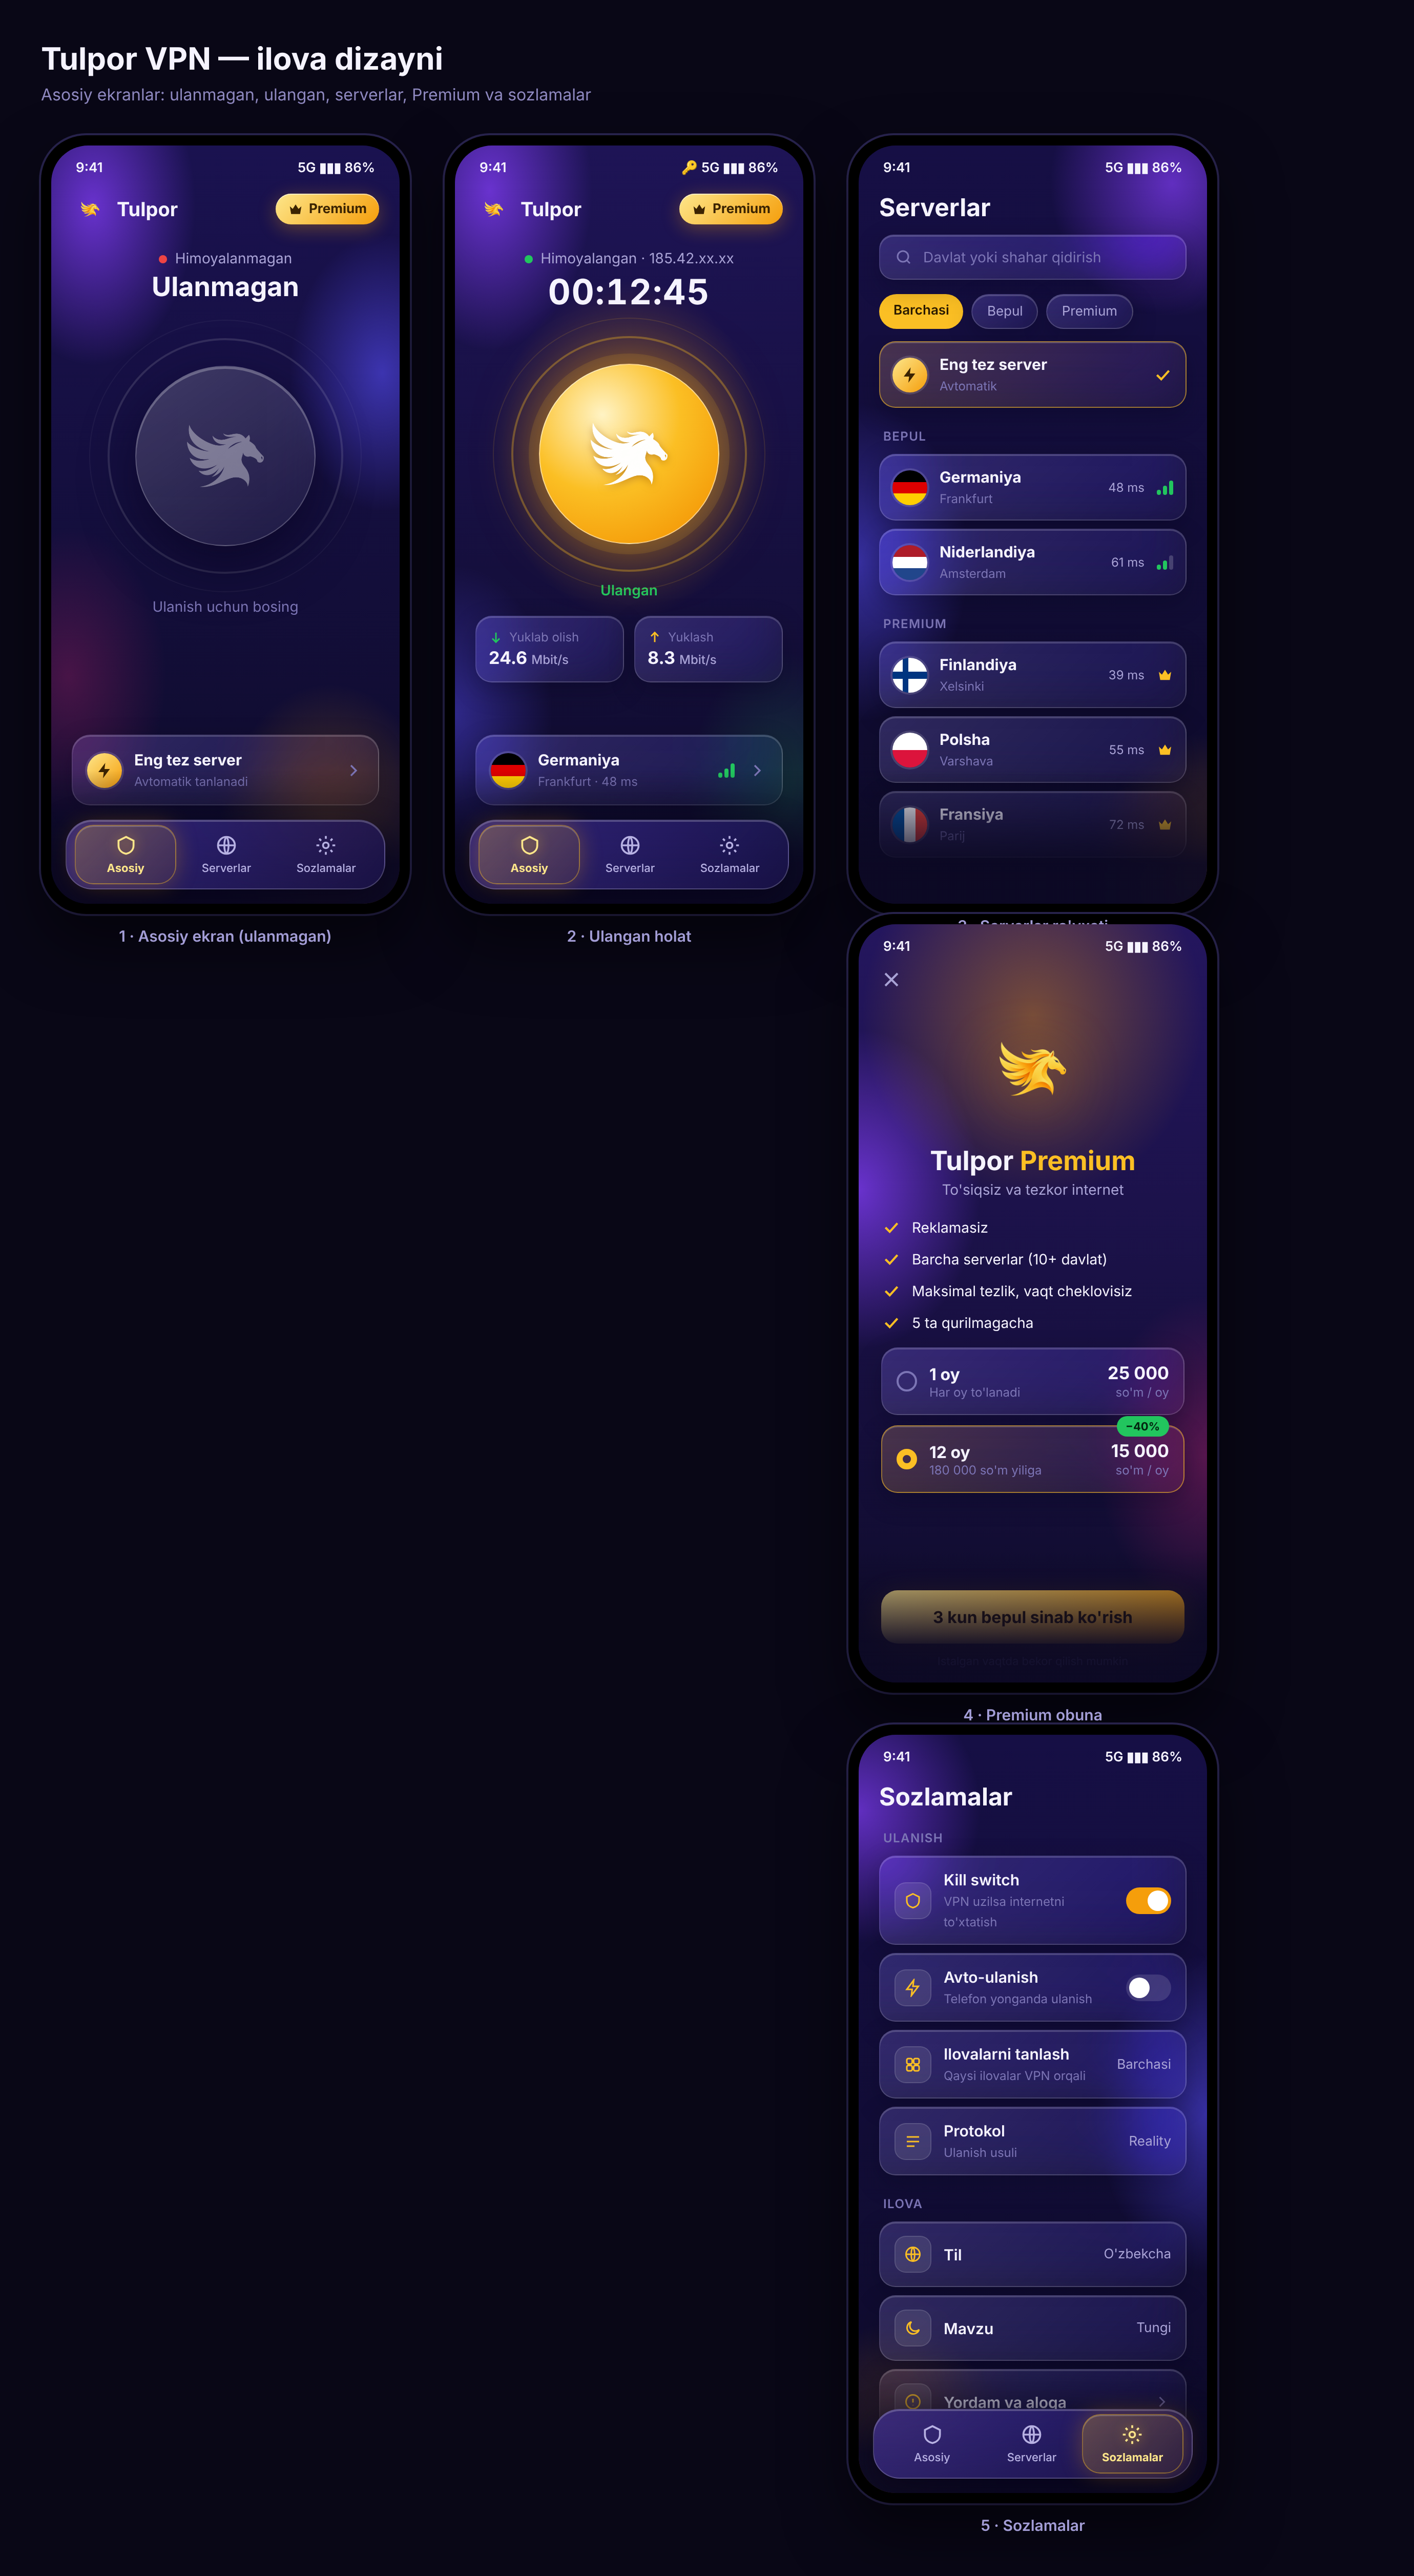 Tulpor VPN — ilova dizayni
Asosiy ekranlar: ulanmagan, ulangan, serverlar, Premium va sozlamalar
9:41
5G 86%
Tulpor
Premium
Himoyalanmagan
Ulanmagan
Ulanish uchun bosing
Eng tez server
Avtomatik tanlanadi
Asosiy
Serverlar
Sozlamalar
1 · Asosiy ekran (ulanmagan)
9:41
5G 86%
Tulpor
Premium
Himoyalangan · 185.42.xx.xx
00:12:45
Ulangan
Yuklab olish
24.6 Mbit/s
Yuklash
8.3 Mbit/s
Germaniya
Frankfurt · 48 ms
Asosiy
Serverlar
Sozlamalar
2 · Ulangan holat
9:41
5G 86%
Serverlar
Davlat yoki shahar qidirish
Barchasi
Bepul
Premium
Eng tez server
Avtomatik
BEPUL
Germaniya
Frankfurt
48 ms
Niderlandiya
Amsterdam
61 ms
PREMIUM
Finlandiya
Xelsinki
39 ms
Polsha
Varshava
55 ms
Fransiya
Parij
72 ms
9:41
5G 86%
Tulpor Premium
To'siqsiz va tezkor internet
Reklamasiz
Barcha serverlar (10+ davlat)
Maksimal tezlik, vaqt cheklovisiz
5 ta qurilmagacha
1 oy
Har oy to'lanadi
25 000
so'm / oy
−40%
12 oy
180 000 so'm yiliga
15 000
so'm / oy
3 kun bepul sinab ko'rish
4 · Premium obuna
9:41
5G 86%
Sozlamalar
ULANISH
Kill switch
VPN uzilsa internetni
to'xtatish
Avto-ulanish
Telefon yonganda ulanish
Ilovalarni tanlash
Qaysi ilovalar VPN orqali
Barchasi
Protokol
Ulanish usuli
Reality
ILOVA
Til
O'zbekcha
Mavzu
Tungi
Yordam va aloqa
Asosiy
Serverlar
Sozlamalar
5 · Sozlamalar